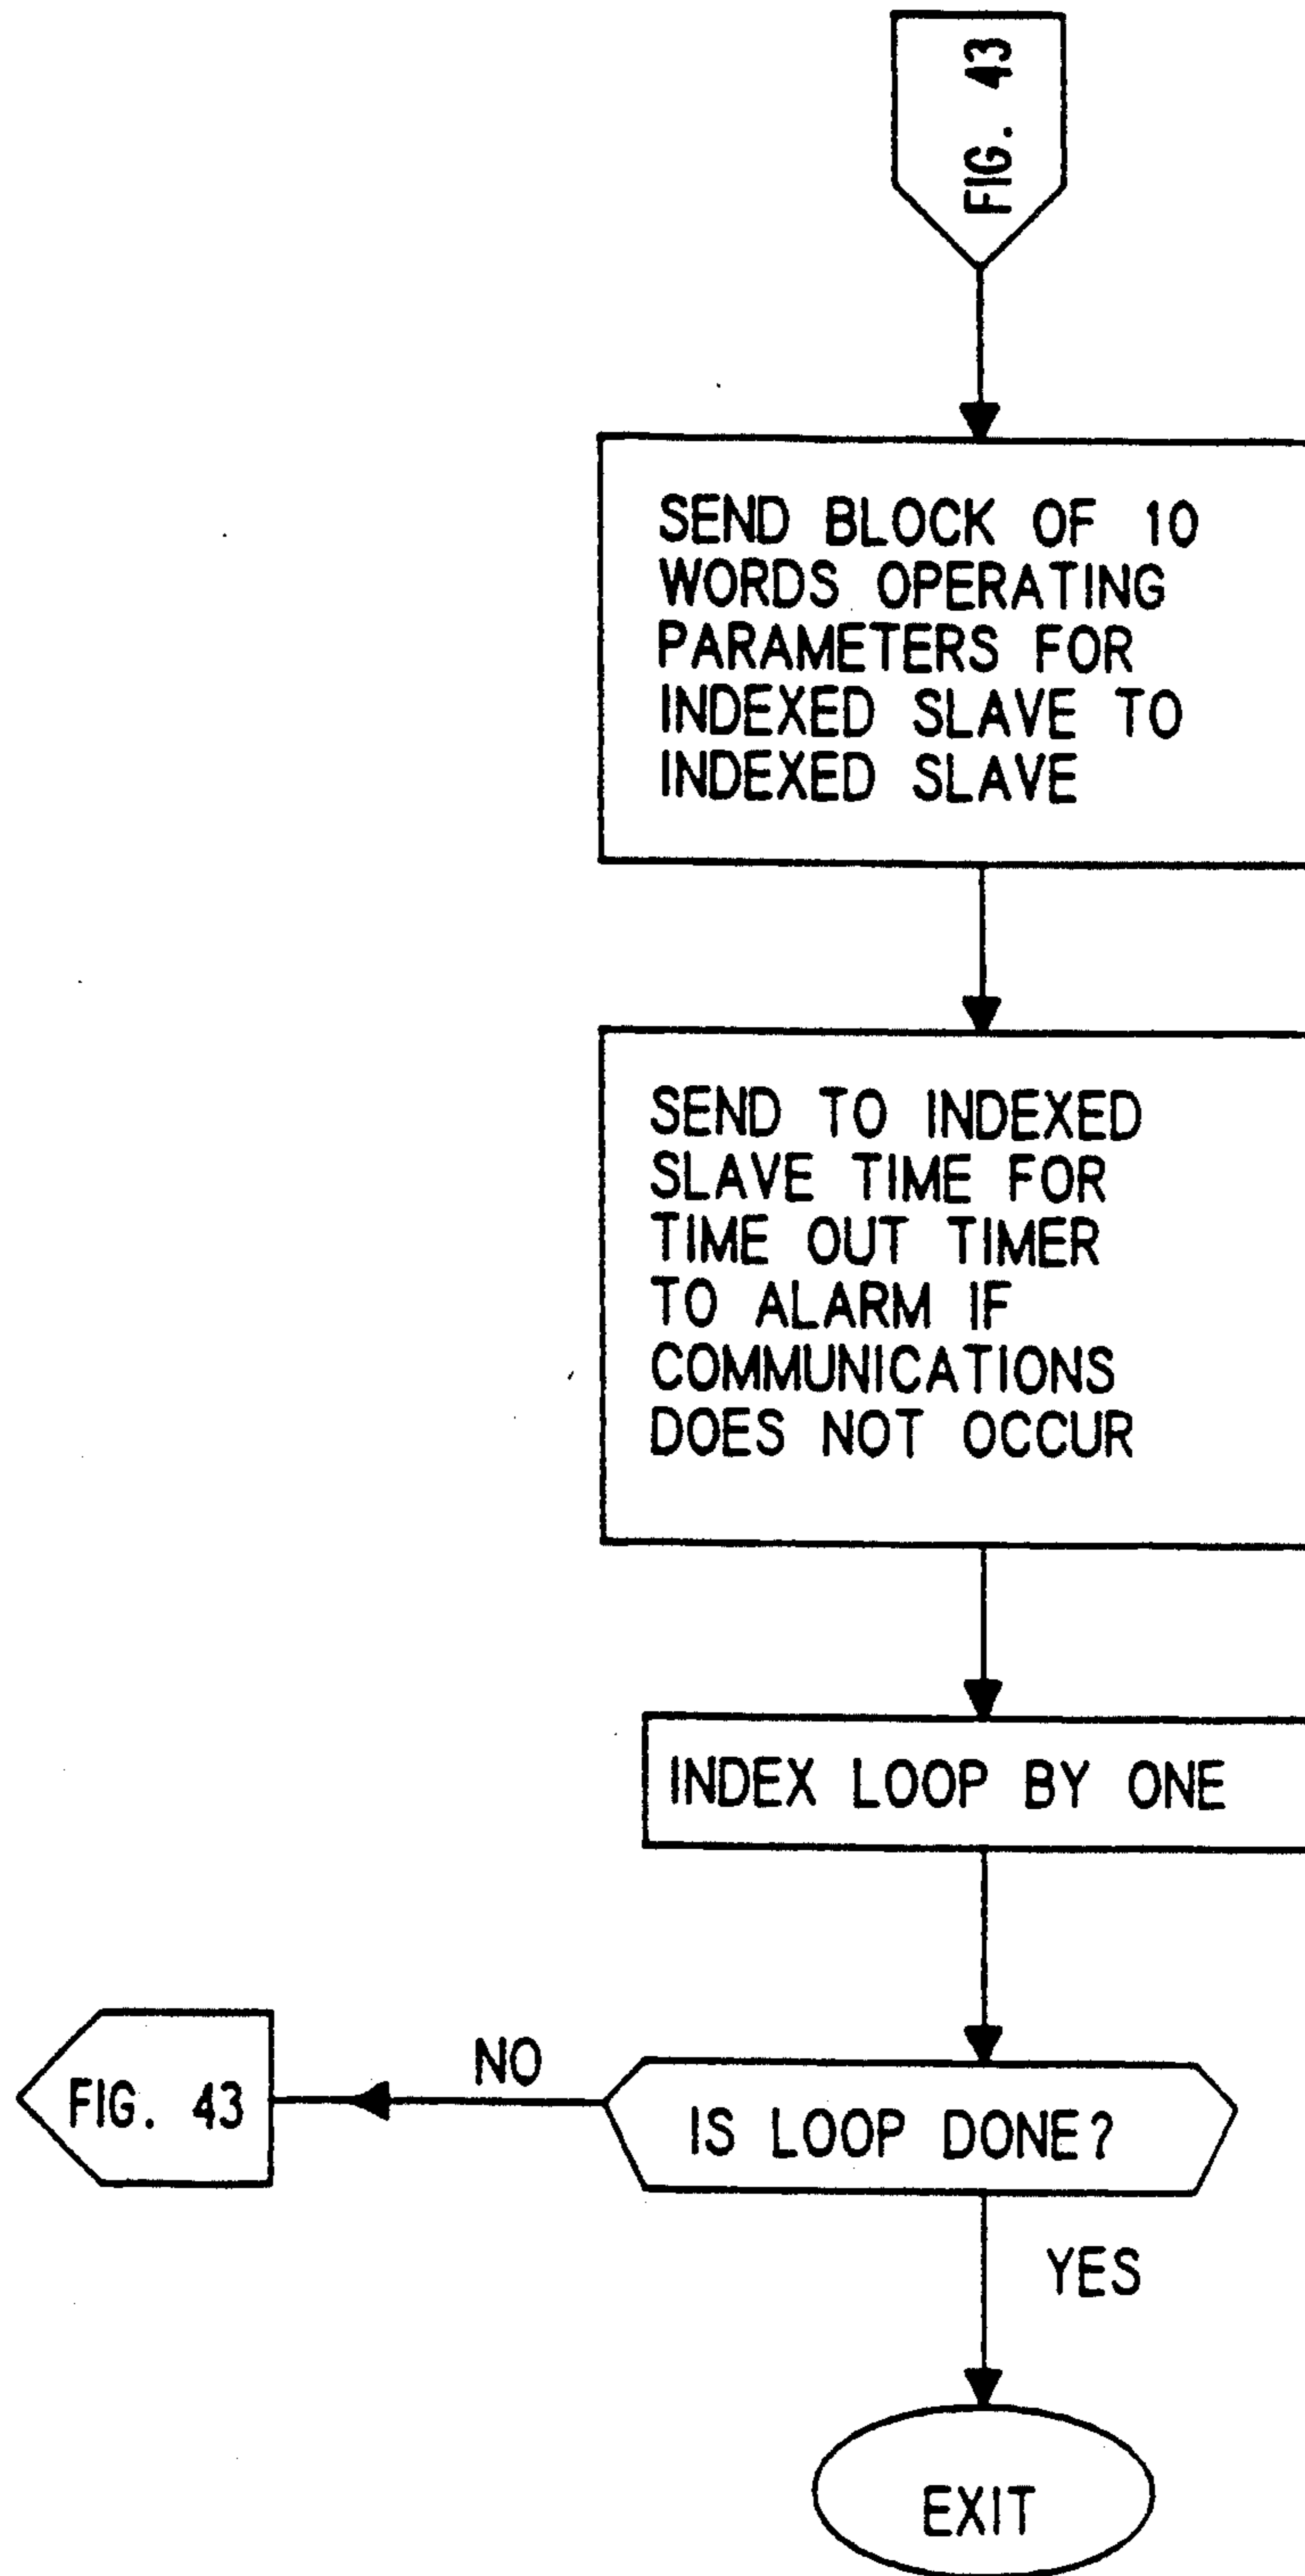 FIG. 43
SEND BLOCK OF 10
WORDS OPERATING
PARAMETERS FOR
INDEXED SLAVE TO
INDEXED SLAVE
SEND TO INDEXED
SLAVE TIME FOR
TIME OUT TIMER
TO ALARM IF
COMMUNICATIONS
DOES NOT OCCUR
INDEX LOOP BY ONE
FIG. 43
NO
IS LOOP DONE?
YES
EXIT